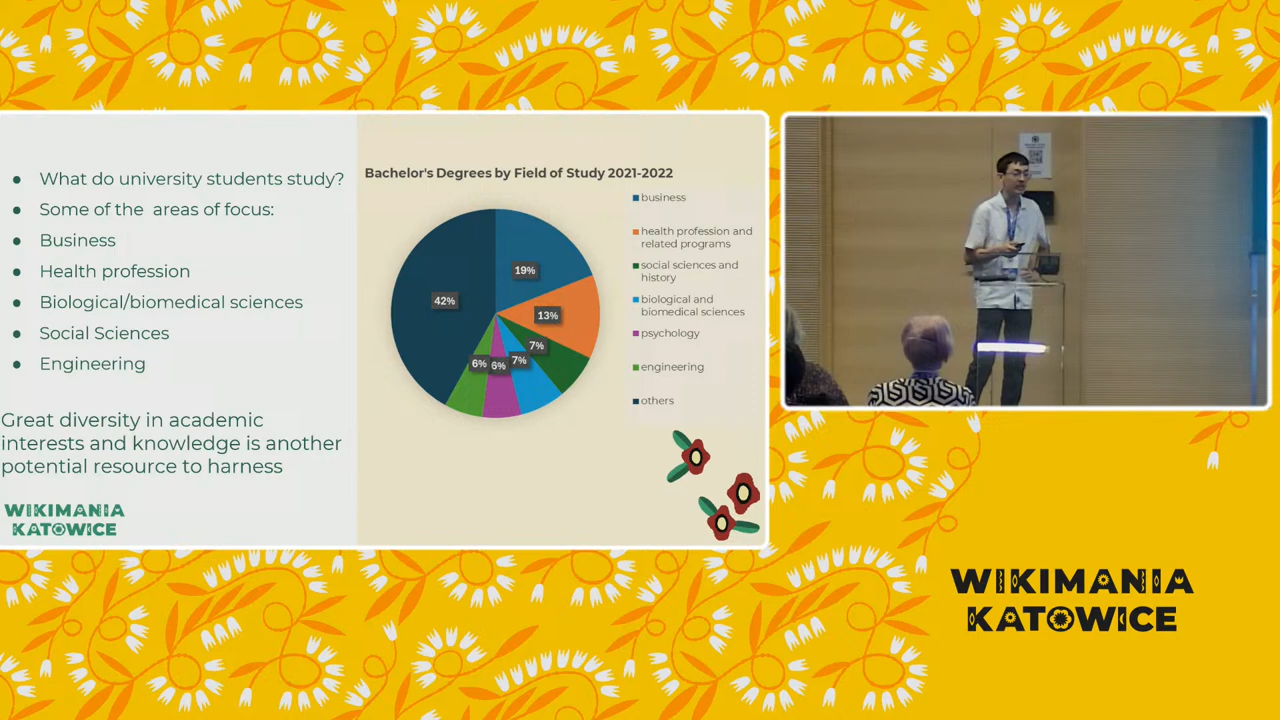 What do university students study?
Some of the areas of focus:
Business
Health profession
Biological/biomedical sciences
Social Sciences
Engineering
Great diversity in academic
interests and knowledge is another
potential resource to harness
WIKIMANIA
KATOWICE
Bachelor's Degrees by Field of Study 2021-2022
19%
13%
7%
7%
6%
6%
42%
business
health profession and
related programs
social sciences and
history
biological and
biomedical sciences
psychology
engineering
others
WIKIMANIA
KATOWICE